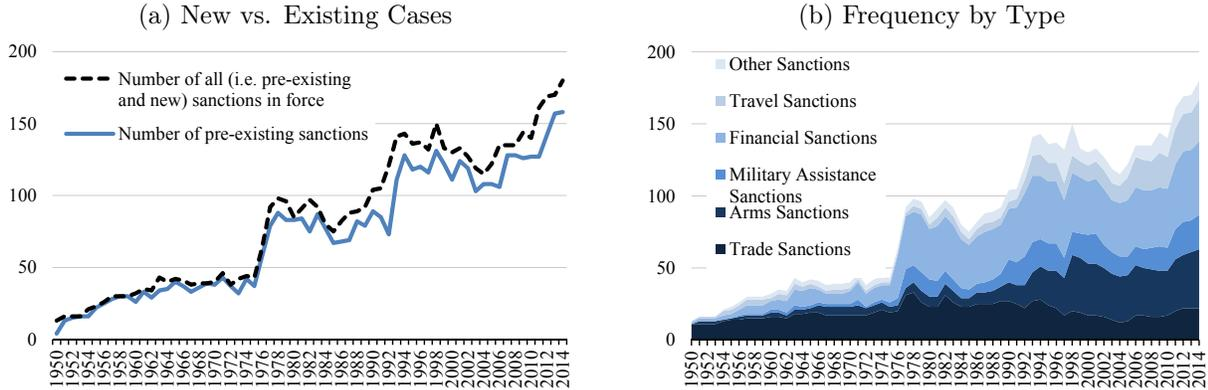 (a) New vs. Existing Cases
200
150
100
50
0
Number of all (i.e. pre-existing
and new) sanctions in force
Number of pre-existing sanctions
1950 1952 1954 1956 1958 1960 1962 1964 1966 1968 1970 1972 1974 1976 1978 1980 1982 1984 1986 1988 1990 1992 1994 1996 1998 2000 2002 2004 2006 2008 2010 2012 2014
(b) Frequency by Type
200
150
100
50
0
Other Sanctions
Travel Sanctions
Financial Sanctions
Military Assistance
Sanctions
Arms Sanctions
Trade Sanctions
1950 1952 1954 1956 1958 1960 1962 1964 1966 1968 1970 1972 1974 1976 1978 1980 1982 1984 1986 1988 1990 1992 1994 1996 1998 2000 2002 2004 2006 2008 2010 2012 2014